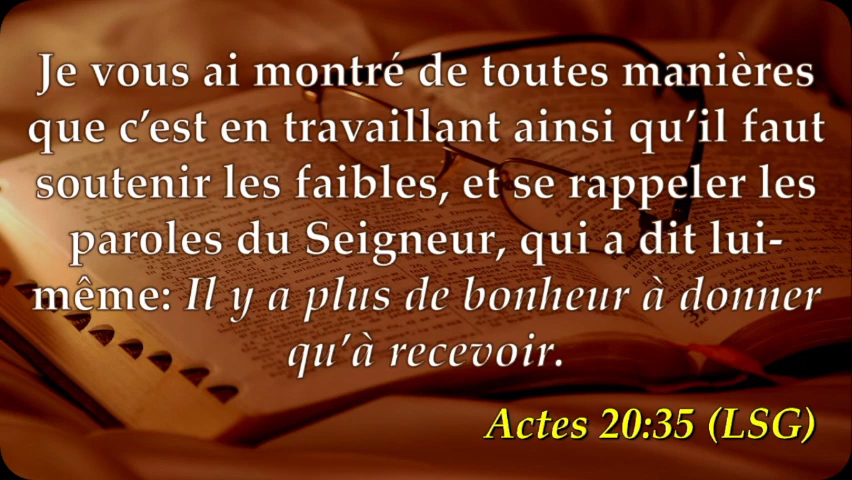 Je vous ai montré de toutes manières
que c’est en travaillant ainsi qu’il faut
soutenir les faibles, et se rappeler les
paroles du Seigneur, qui a dit lui-
même: Il y a plus de bonheur à donner
qu’à recevoir.
Actes 20:35 (LSG)